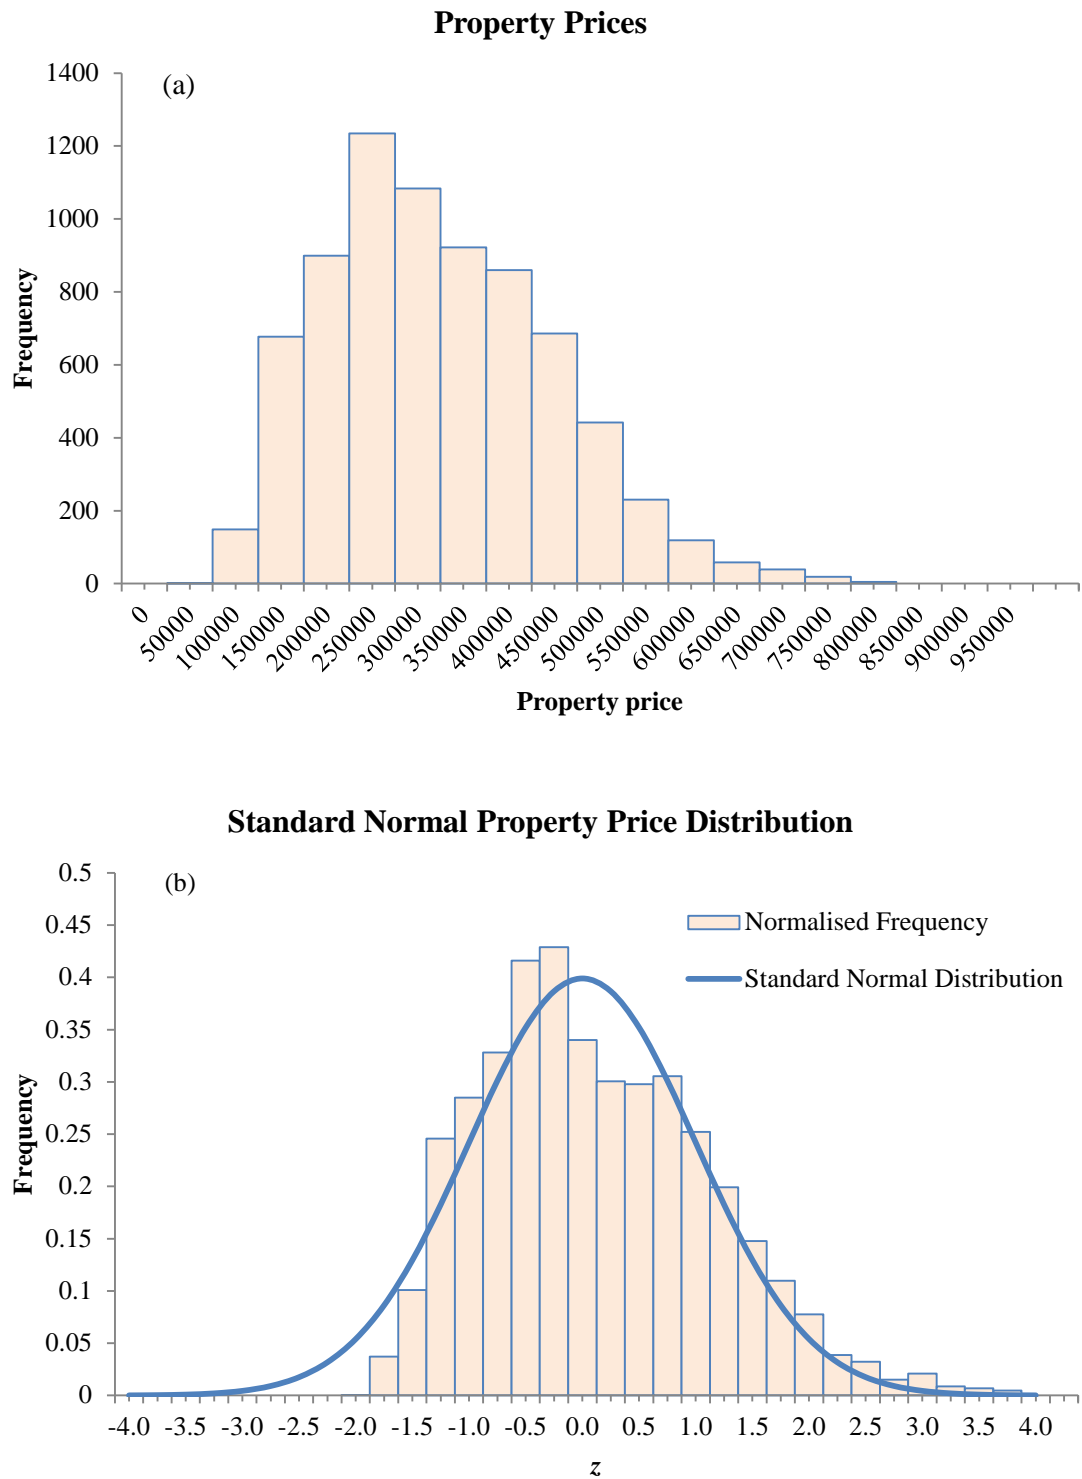 Property Prices
(a)
1400
1200
1000
800
600
400
200
0
Frequency
0 50000 100000 150000 200000 250000 300000 350000 400000 450000 500000 550000 600000 650000 700000 750000 800000 850000 900000 950000
Property price
Standard Normal Property Price Distribution
(b)
0.5
0.45
0.4
0.35
0.3
0.25
0.2
0.15
0.1
0.05
0
Frequency
Normalised Frequency
Standard Normal Distribution
-4.0 -3.5 -3.0 -2.5 -2.0 -1.5 -1.0 -0.5 0.0 0.5 1.0 1.5 2.0 2.5 3.0 3.5 4.0
z